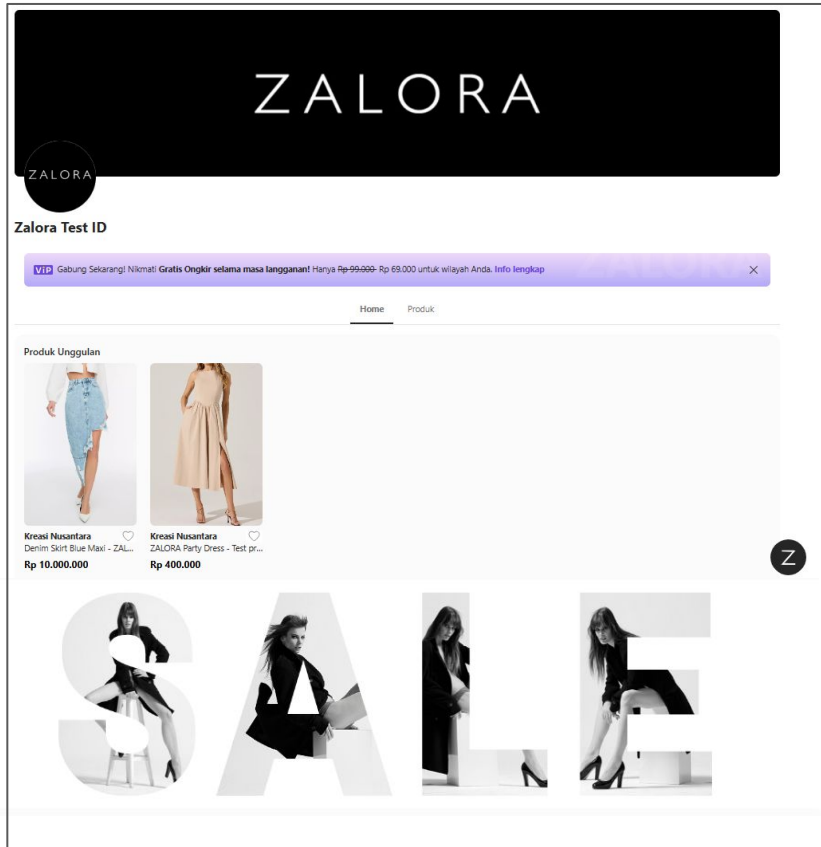 ZALORA
ZALORA
Zalora Test ID
VIP Gabung Sekarang! Nikmati Gratis Ongkir selama masa langganan! Hanya Rp 99.000 Rp 69.000 untuk wilayah Anda. Info lengkap
ZALORA
Home Produk
Produk Unggulan
Kreasi Nusantara
Denim Skirt Blue Maxi - ZAL...
Rp 10.000.000
Kreasi Nusantara
ZALORA Party Dress - Test pr...
Rp 400.000
Z
SALE